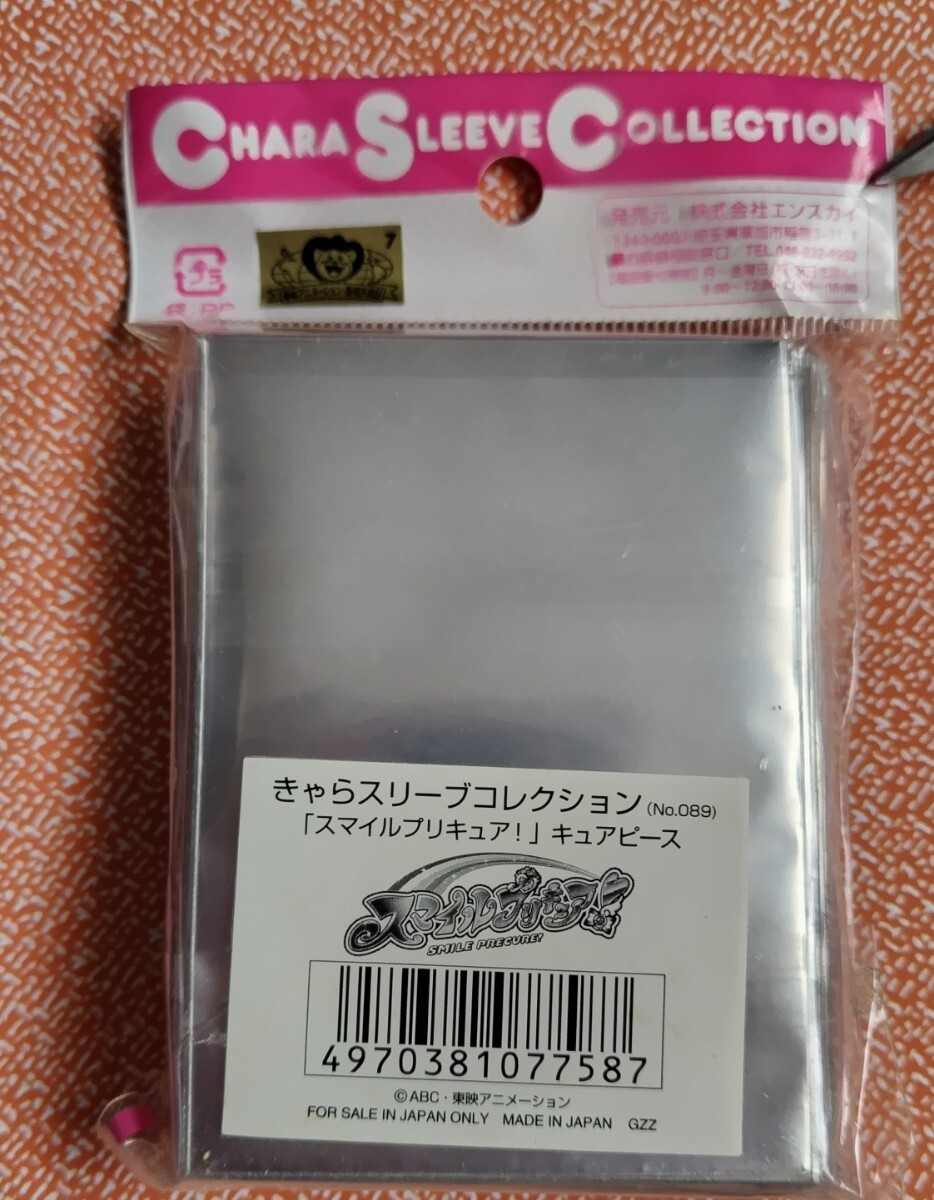 CHARA SLEEVE COLLECTION
発売元：株式会社エンスカイ
7
プラ
きゃらスリーブコレクション(No.089)
「スマイルプリキュア!」キュアピース
スマイルプリキュア!
SMILE PRECURE!
4970381077587
©ABC・東映アニメーション
FOR SALE IN JAPAN ONLY MADE IN JAPAN GZZ